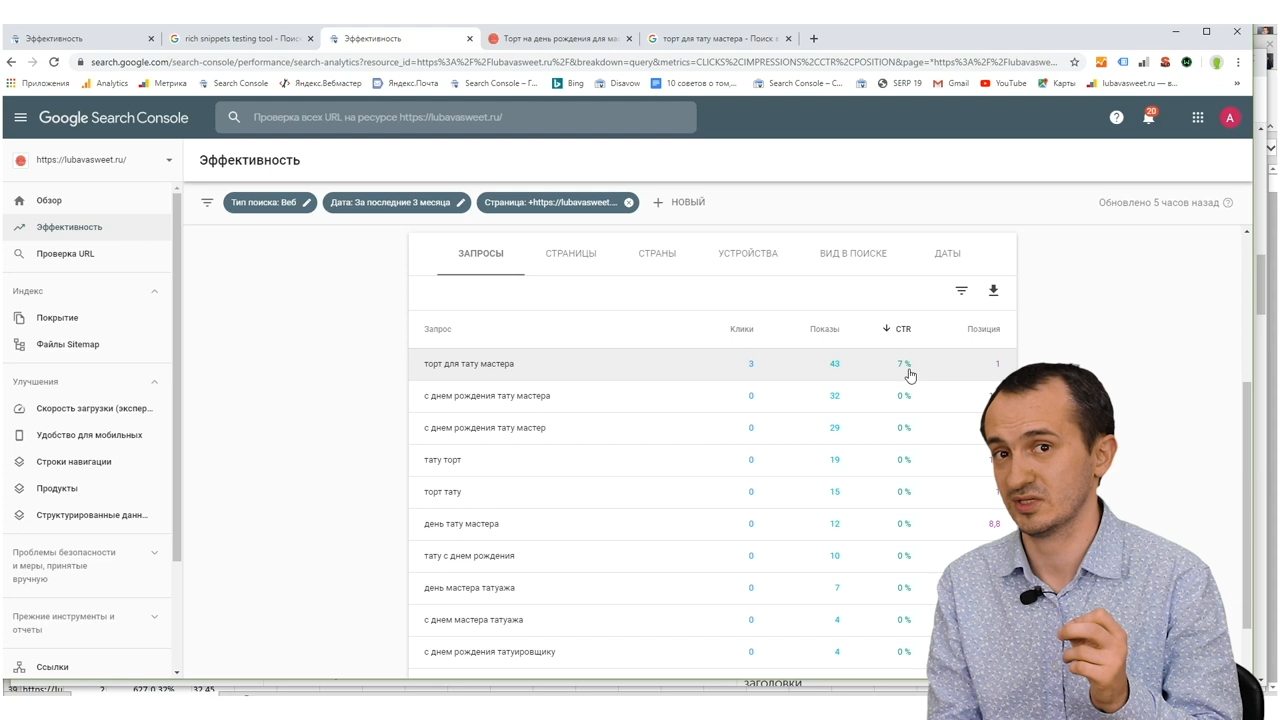 Эффективность
rich snippets testing tool - Поиск
Эффективность
Торт на день рождения для ма
торт для тату мастера - Поиск в
search.google.com/search-console/performance/search-analytics?resource_id=https%3A%2F%2Flubavasweet.ru%2F&breakdown=query&metrics=CLICKS%2CIMPRESSIONS%2CCTR%2CPOSITION&page=*https%3A%2F%2Flubavaswe...
Приложения Analytics Метрика Search Console Яндекс.Вебмастер Яндекс.Почта Search Console – Г... Bing Disavow 10 советов о том,... Search Console – С... SERP 19 Gmail YouTube Карты lubavasweet.ru — в... »
Google Search Console
Проверка всех URL на ресурсе https://lubavasweet.ru/
20
A
https://lubavasweet.ru/
Эффективность
Обзор
Эффективность
Проверка URL
Индекс
Покрытие
Файлы Sitemap
Улучшения
Скорость загрузки (экспер...
Удобство для мобильных
Строки навигации
Продукты
Структурированные данн...
Проблемы безопасности
и меры, принятые
вручную
Прежние инструменты и
отчеты
Ссылки
Тип поиска: Веб
Дата: За последние 3 месяца
Страница: +https://lubavasweet....
НОВЫЙ
Обновлено 5 часов назад
ЗАПРОСЫ СТРАНИЦЫ СТРАНЫ УСТРОЙСТВА ВИД В ПОИСКЕ ДАТЫ
Запрос Клики Показы CTR Позиция
торт для тату мастера 3 43 7 % 1
с днем рождения тату мастера 0 32 0 %
с днем рождения тату мастер 0 29 0 %
тату торт 0 19 0 %
торт тату 0 15 0 %
день тату мастера 0 12 0 % 8,8
тату с днем рождения 0 10 0 %
день мастера татуажа 0 7 0 %
с днем мастера татуажа 0 4 0 %
с днем рождения татуировщику 0 4 0 %
39 https://lu 2 627 0,32% 32,45
заголовки